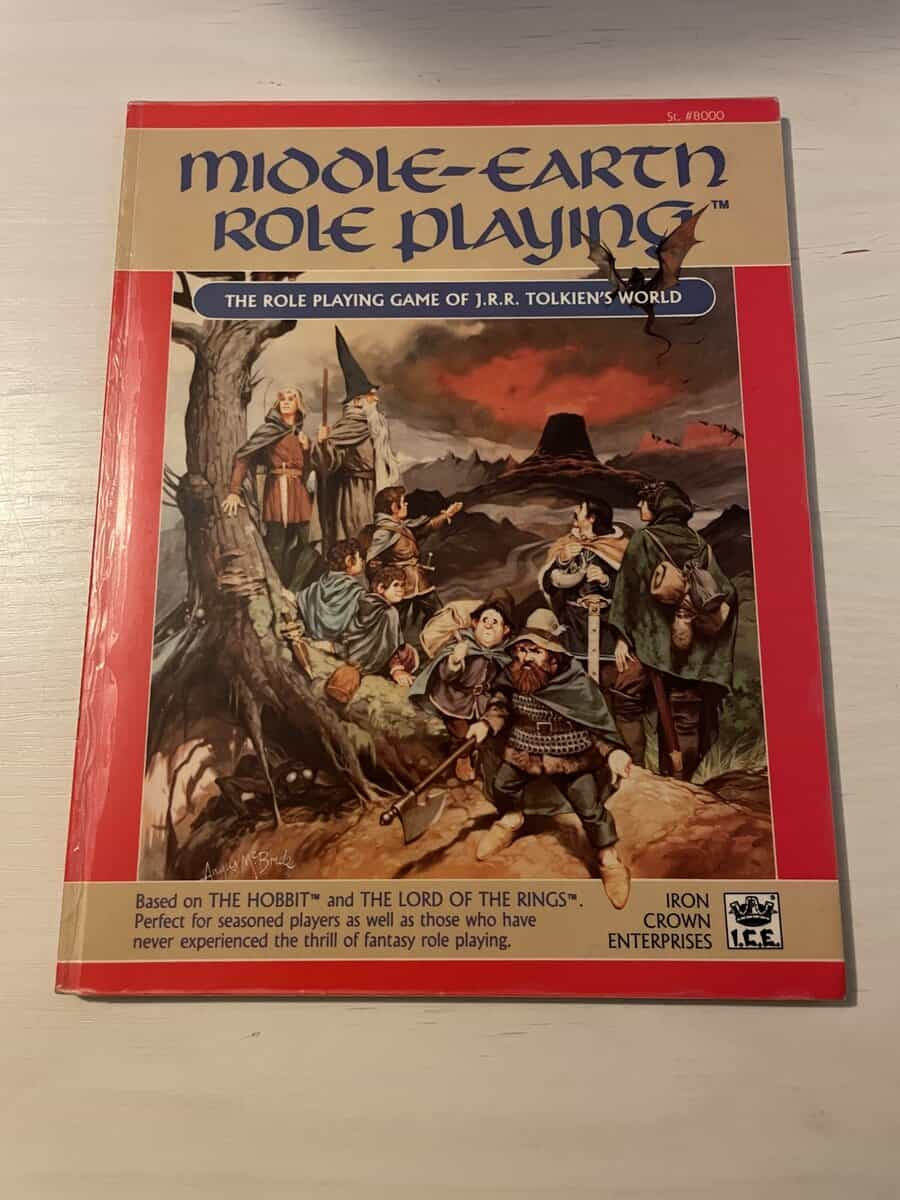 St. #8000
MIDDLE-EARTH
ROLE PLAYING™
THE ROLE PLAYING GAME OF J.R.R. TOLKIEN'S WORLD
Angus McBride
Based on THE HOBBIT™ and THE LORD OF THE RINGS™.
Perfect for seasoned players as well as those who have
never experienced the thrill of fantasy role playing.
IRON
CROWN
ENTERPRISES
I.C.E.